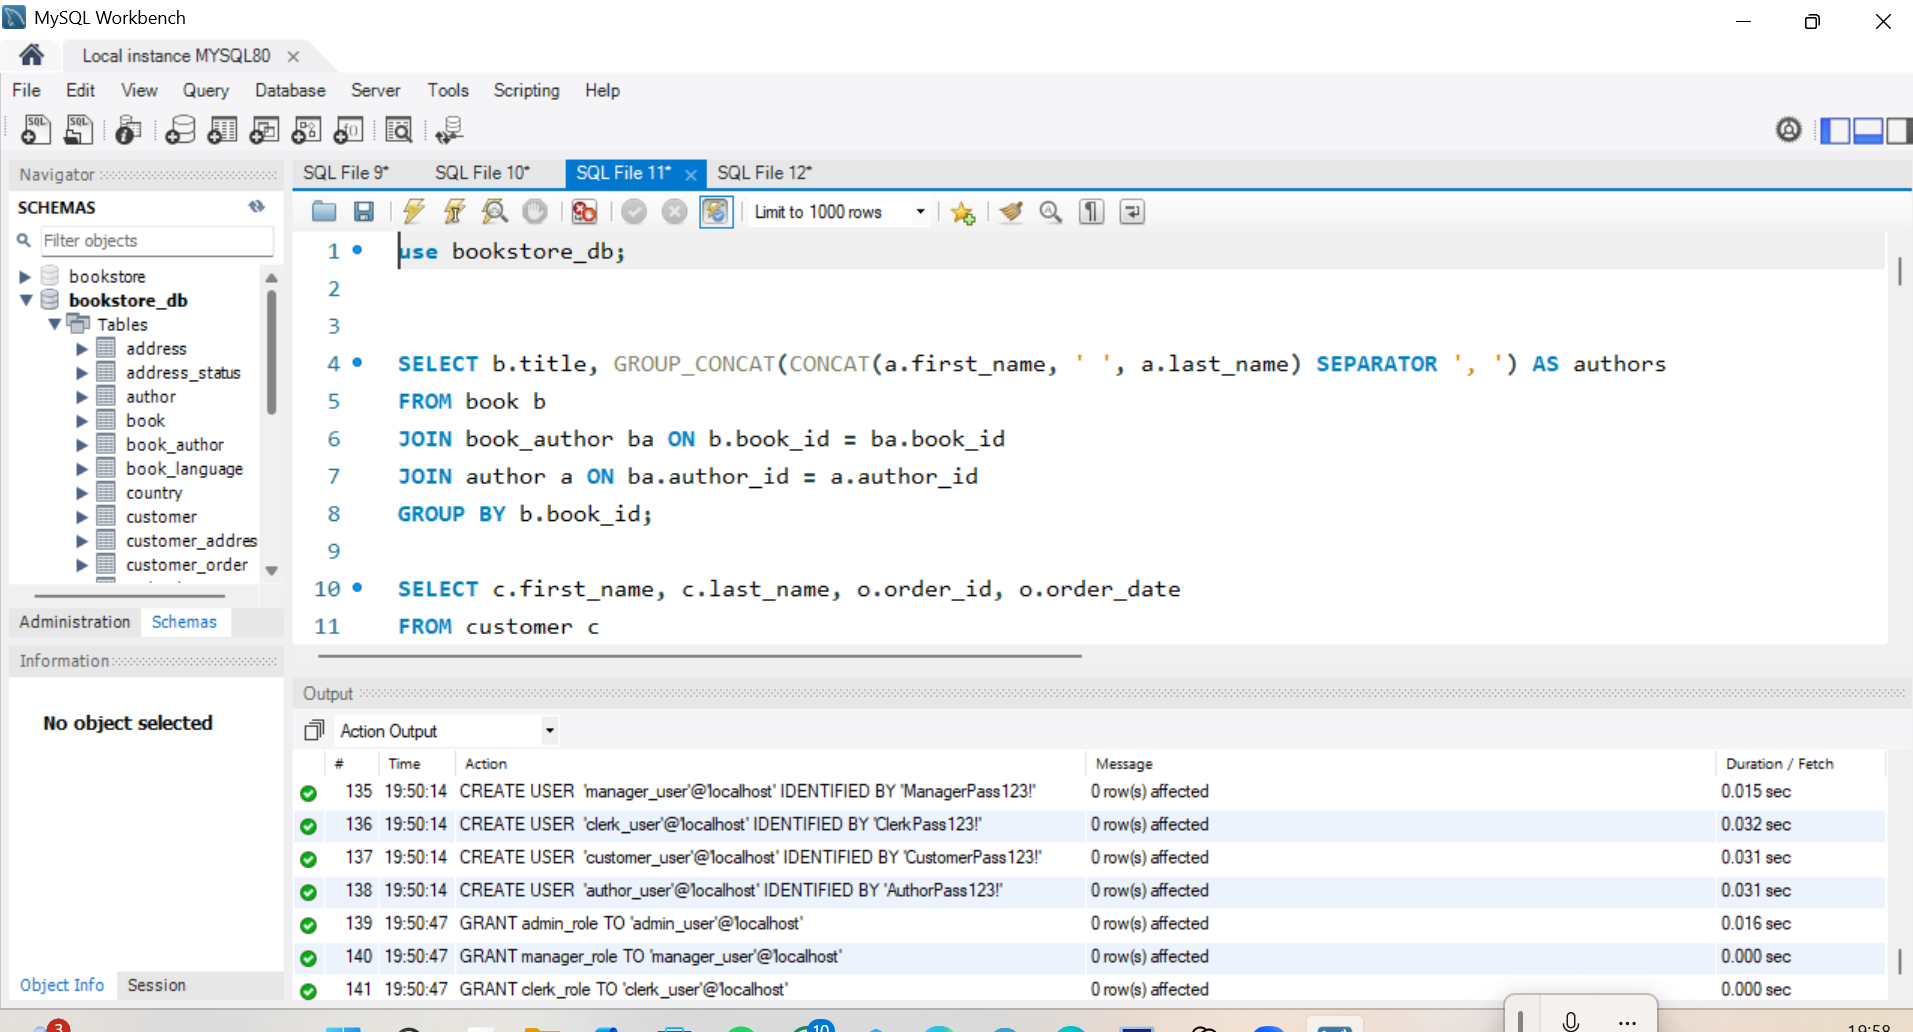 MySQL Workbench
Local instance MYSQL80
File Edit View Query Database Server Tools Scripting Help
Navigator
SCHEMAS
Filter objects
bookstore
bookstore_db
Tables
address
address_status
author
book
book_author
book_language
country
customer
customer_addres
customer_order
Administration Schemas
Information
No object selected
Object Info Session
SQL File 9* SQL File 10* SQL File 11* SQL File 12*
Limit to 1000 rows
1 use bookstore_db;
2
3
4 SELECT b.title, GROUP_CONCAT(CONCAT(a.first_name, ' ', a.last_name) SEPARATOR ', ') AS authors
5 FROM book b
6 JOIN book_author ba ON b.book_id = ba.book_id
7 JOIN author a ON ba.author_id = a.author_id
8 GROUP BY b.book_id;
9
10 SELECT c.first_name, c.last_name, o.order_id, o.order_date
11 FROM customer c
Output
Action Output
# Time Action Message Duration / Fetch
135 19:50:14 CREATE USER 'manager_user'@'localhost' IDENTIFIED BY 'ManagerPass123!' 0 row(s) affected 0.015 sec
136 19:50:14 CREATE USER 'clerk_user'@'localhost' IDENTIFIED BY 'ClerkPass123!' 0 row(s) affected 0.032 sec
137 19:50:14 CREATE USER 'customer_user'@'localhost' IDENTIFIED BY 'CustomerPass123!' 0 row(s) affected 0.031 sec
138 19:50:14 CREATE USER 'author_user'@'localhost' IDENTIFIED BY 'AuthorPass123!' 0 row(s) affected 0.031 sec
139 19:50:47 GRANT admin_role TO 'admin_user'@'localhost' 0 row(s) affected 0.016 sec
140 19:50:47 GRANT manager_role TO 'manager_user'@'localhost' 0 row(s) affected 0.000 sec
141 19:50:47 GRANT clerk_role TO 'clerk_user'@'localhost' 0 row(s) affected 0.000 sec
3
10
19:58